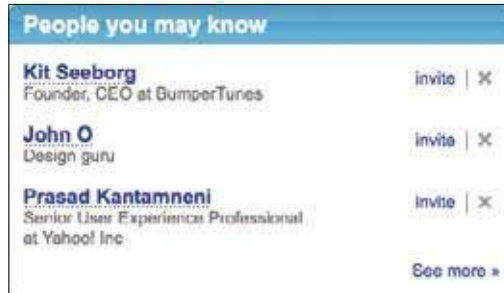 People you may know
Kit Seeborg invite | ×
Founder, CEO at BumperTunes
John O invite | ×
Design guru
Prasad Kantamneni invite | ×
Senior User Experience Professional
at Yahoo! Inc
See more »